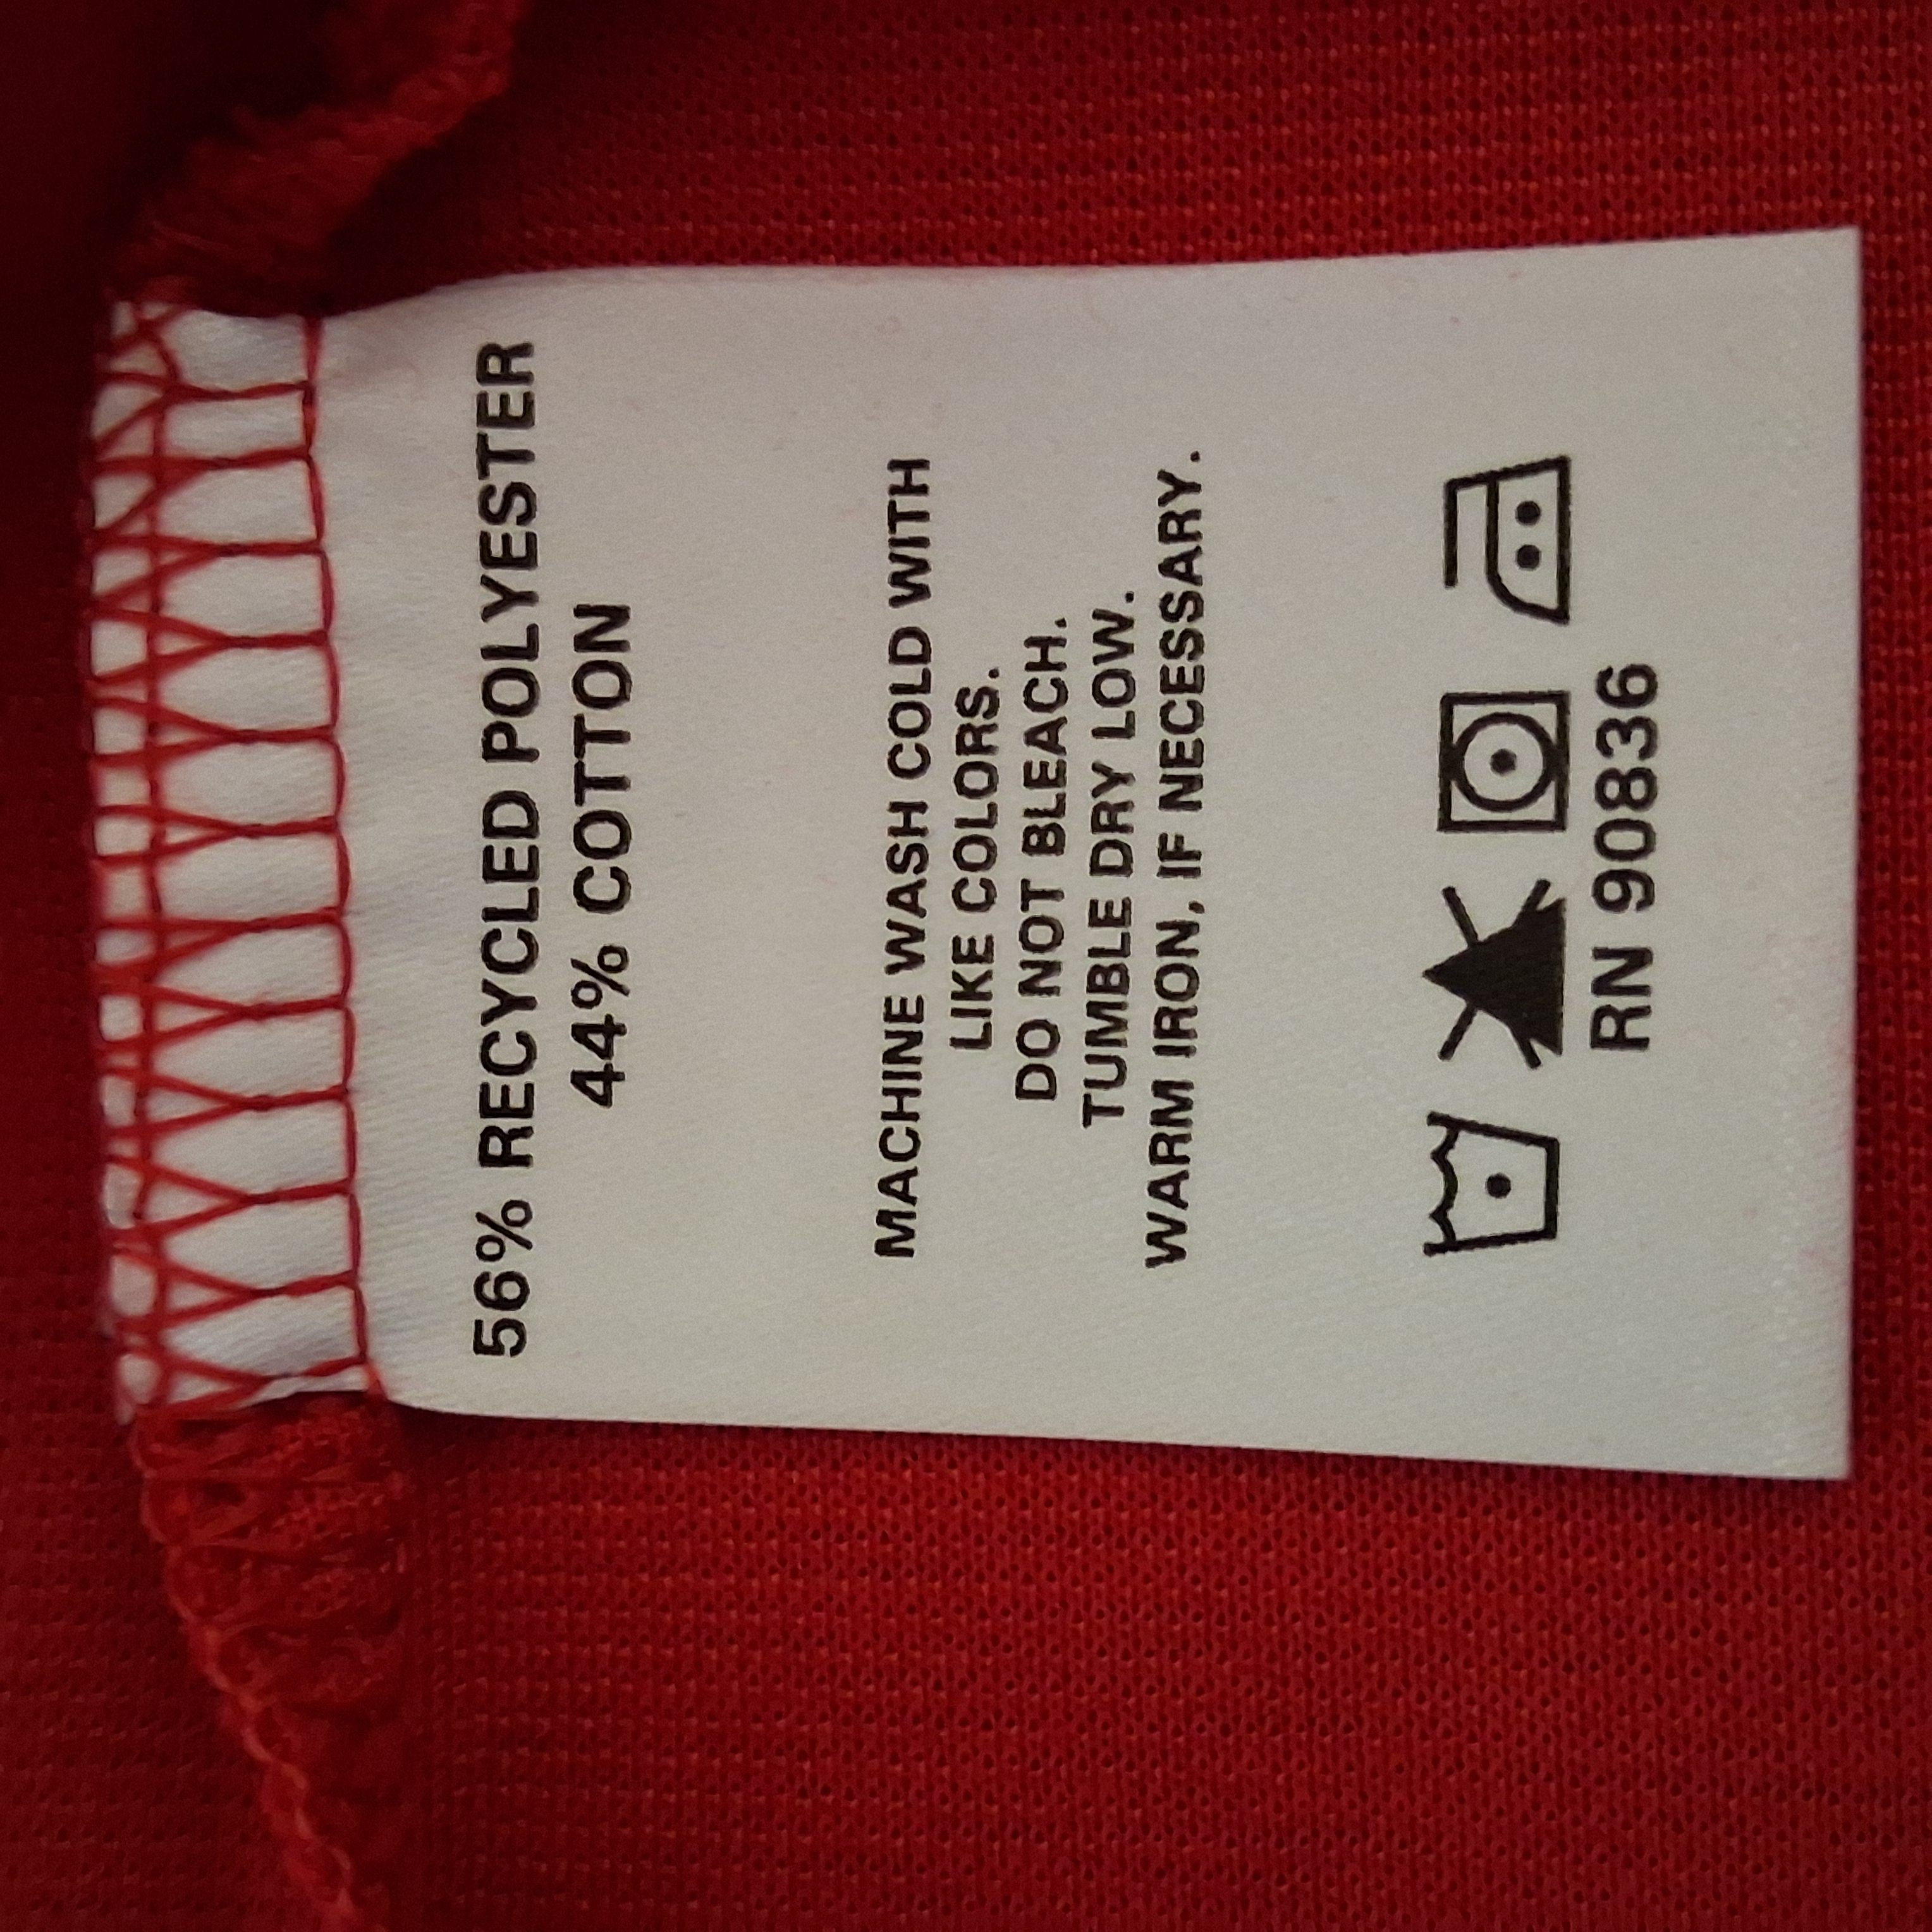 56% RECYCLED POLYESTER
44% COTTON
MACHINE WASH COLD WITH
LIKE COLORS.
DO NOT BLEACH.
TUMBLE DRY LOW.
WARM IRON, IF NECESSARY.
RN 90836